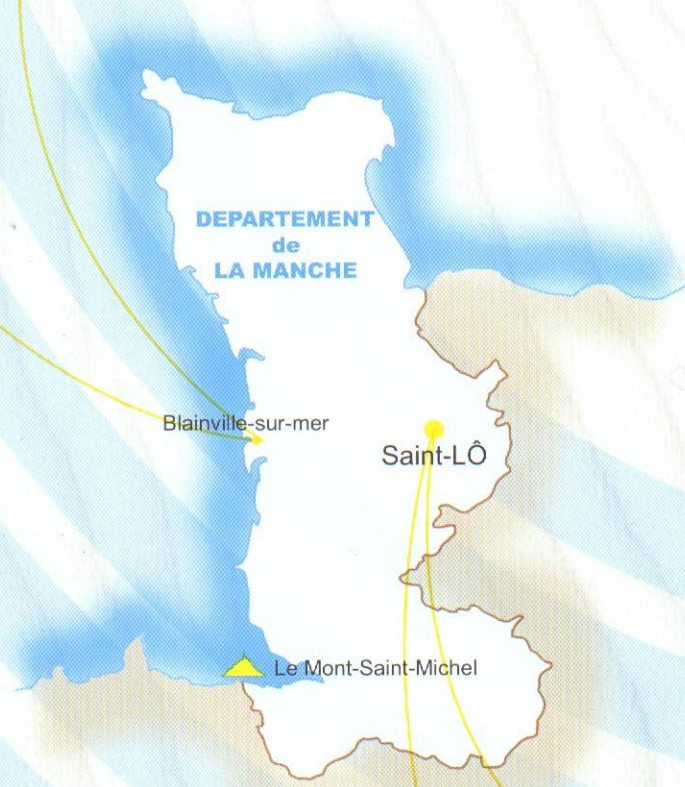 DEPARTEMENT
de
LA MANCHE
Blainville-sur-mer
Saint-LÔ
Le Mont-Saint-Michel